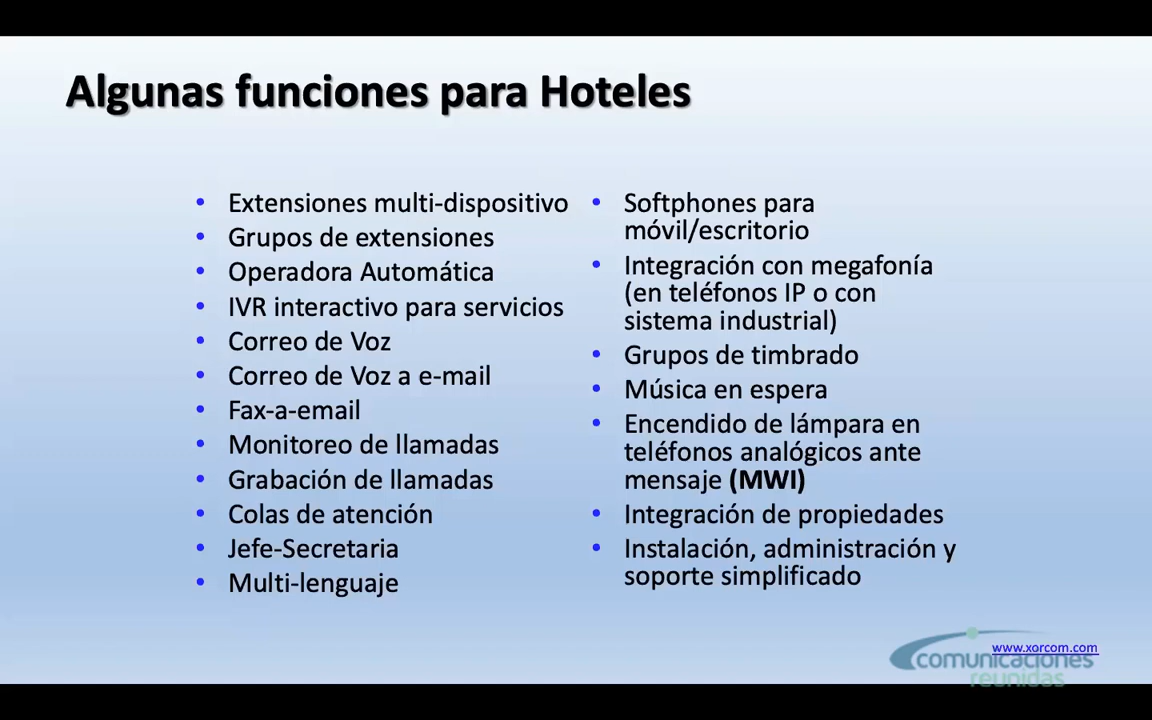 Algunas funciones para Hoteles
• Extensiones multi-dispositivo
• Grupos de extensiones
• Operadora Automática
• IVR interactivo para servicios
• Correo de Voz
• Correo de Voz a e-mail
• Fax-a-email
• Monitoreo de llamadas
• Grabación de llamadas
• Colas de atención
• Jefe-Secretaria
• Multi-lenguaje
• Softphones para
móvil/escritorio
• Integración con megafonía
(en teléfonos IP o con
sistema industrial)
• Grupos de timbrado
• Música en espera
• Encendido de lámpara en
teléfonos analógicos ante
mensaje (MWI)
• Integración de propiedades
• Instalación, administración y
soporte simplificado
www.xorcom.com
comunicaciones
reunidas